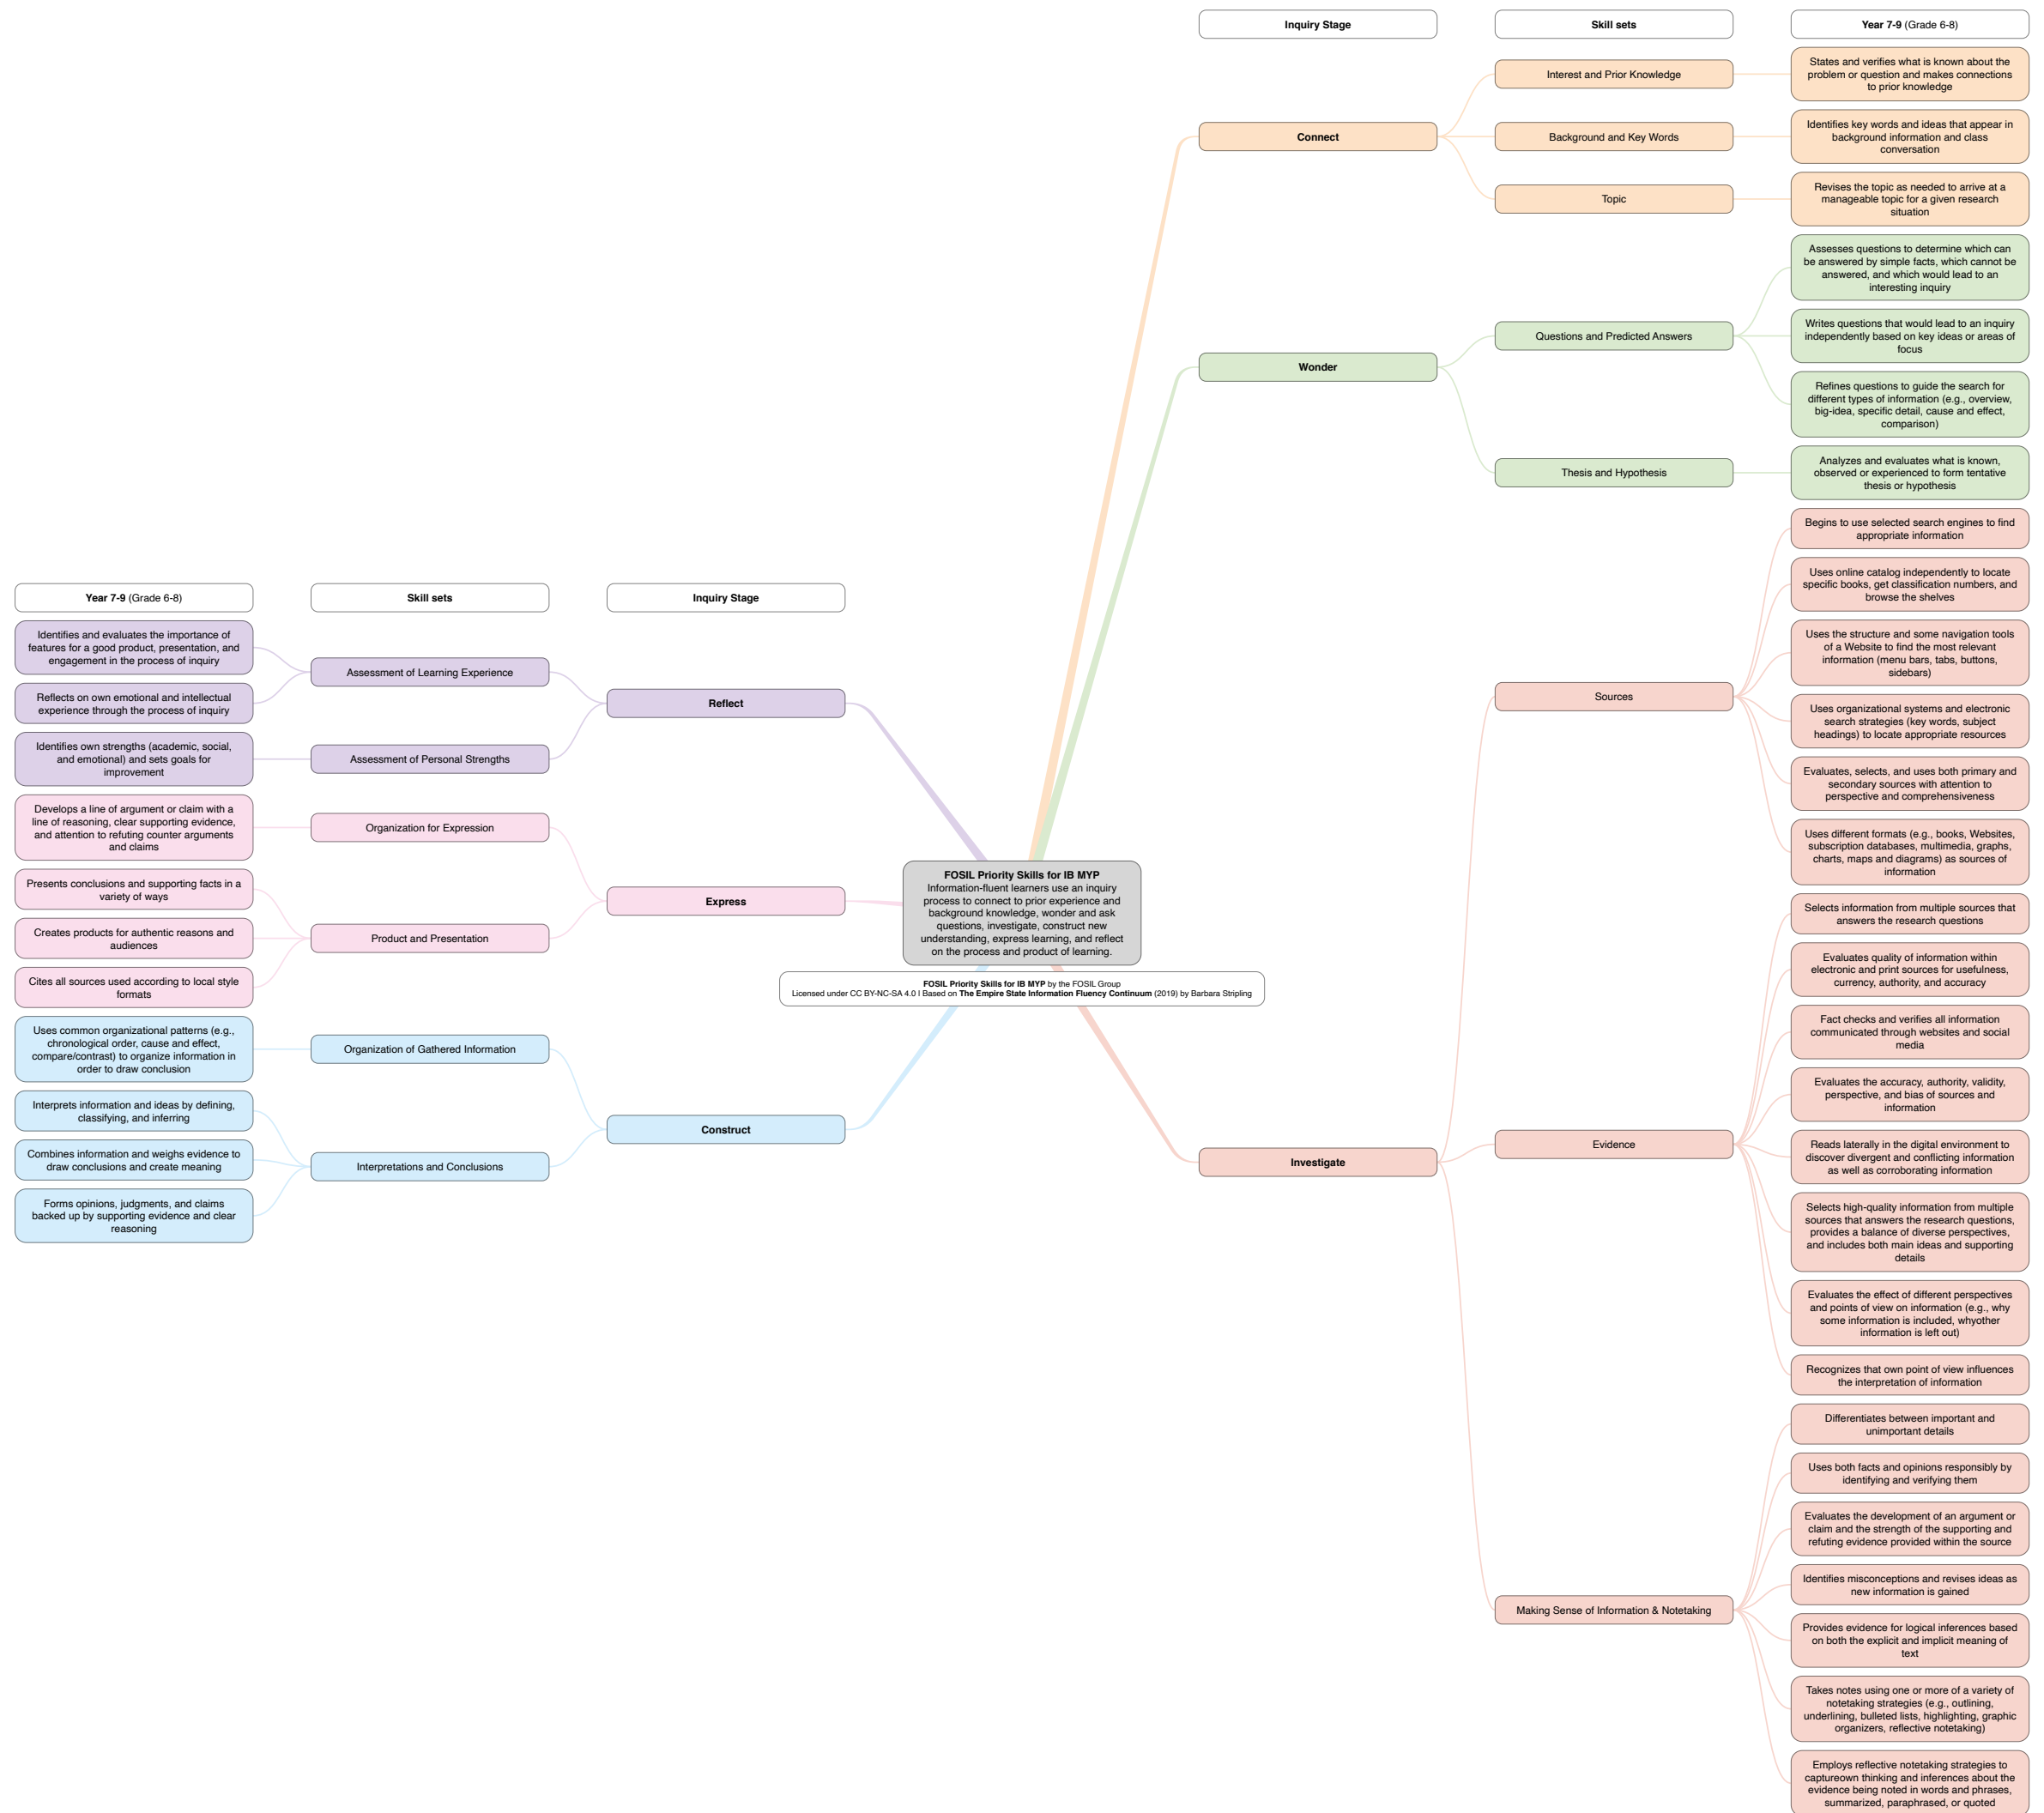 Inquiry Stage
Skill sets
Year 7-9 (Grade 6-8)
Connect
Interest and Prior Knowledge
States and verifies what is known about the
problem or question and makes connections
to prior knowledge
Background and Key Words
Identifies key words and ideas that appear in
background information and class
conversation
Topic
Revises the topic as needed to arrive at a
manageable topic for a given research
situation
Wonder
Questions and Predicted Answers
Assesses questions to determine which can
be answered by simple facts, which cannot be
answered, and which would lead to an
interesting inquiry
Writes questions that would lead to an inquiry
independently based on key ideas or areas of
focus
Refines questions to guide the search for
different types of information (e.g., overview,
big-idea, specific detail, cause and effect,
comparison)
Thesis and Hypothesis
Analyzes and evaluates what is known,
observed or experienced to form tentative
thesis or hypothesis
Investigate
Sources
Begins to use selected search engines to find
appropriate information
Uses online catalog independently to locate
specific books, get classification numbers, and
browse the shelves
Uses the structure and some navigation tools
of a Website to find the most relevant
information (menu bars, tabs, buttons,
sidebars)
Uses organizational systems and electronic
search strategies (key words, subject
headings) to locate appropriate resources
Evaluates, selects, and uses both primary and
secondary sources with attention to
perspective and comprehensiveness
Uses different formats (e.g., books, Websites,
subscription databases, multimedia, graphs,
charts, maps and diagrams) as sources of
information
Evidence
Selects information from multiple sources that
answers the research questions
Evaluates quality of information within
electronic and print sources for usefulness,
currency, authority, and accuracy
Fact checks and verifies all information
communicated through websites and social
media
Evaluates the accuracy, authority, validity,
perspective, and bias of sources and
information
Reads laterally in the digital environment to
discover divergent and conflicting information
as well as corroborating information
Selects high-quality information from multiple
sources that answers the research questions,
provides a balance of diverse perspectives,
and includes both main ideas and supporting
details
Evaluates the effect of different perspectives
and points of view on information (e.g., why
some information is included, whyother
information is left out)
Recognizes that own point of view influences
the interpretation of information
Making Sense of Information & Notetaking
Differentiates between important and
unimportant details
Uses both facts and opinions responsibly by
identifying and verifying them
Evaluates the development of an argument or
claim and the strength of the supporting and
refuting evidence provided within the source
Identifies misconceptions and revises ideas as
new information is gained
Provides evidence for logical inferences based
on both the explicit and implicit meaning of
text
Takes notes using one or more of a variety of
notetaking strategies (e.g., outlining,
underlining, bulleted lists, highlighting, graphic
organizers, reflective notetaking)
Employs reflective notetaking strategies to
captureown thinking and inferences about the
evidence being noted in words and phrases,
summarized, paraphrased, or quoted
FOSIL Priority Skills for IB MYP
Information-fluent learners use an inquiry
process to connect to prior experience and
background knowledge, wonder and ask
questions, investigate, construct new
understanding, express learning, and reflect
on the process and product of learning.
FOSIL Priority Skills for IB MYP by the FOSIL Group
Licensed under CC BY-NC-SA 4.0 I Based on The Empire State Information Fluency Continuum (2019) by Barbara Stripling
Year 7-9 (Grade 6-8)
Skill sets
Inquiry Stage
Reflect
Assessment of Learning Experience
Identifies and evaluates the importance of
features for a good product, presentation, and
engagement in the process of inquiry
Reflects on own emotional and intellectual
experience through the process of inquiry
Assessment of Personal Strengths
Identifies own strengths (academic, social,
and emotional) and sets goals for
improvement
Express
Organization for Expression
Develops a line of argument or claim with a
line of reasoning, clear supporting evidence,
and attention to refuting counter arguments
and claims
Product and Presentation
Presents conclusions and supporting facts in a
variety of ways
Creates products for authentic reasons and
audiences
Cites all sources used according to local style
formats
Construct
Organization of Gathered Information
Uses common organizational patterns (e.g.,
chronological order, cause and effect,
compare/contrast) to organize information in
order to draw conclusion
Interpretations and Conclusions
Interprets information and ideas by defining,
classifying, and inferring
Combines information and weighs evidence to
draw conclusions and create meaning
Forms opinions, judgments, and claims
backed up by supporting evidence and clear
reasoning